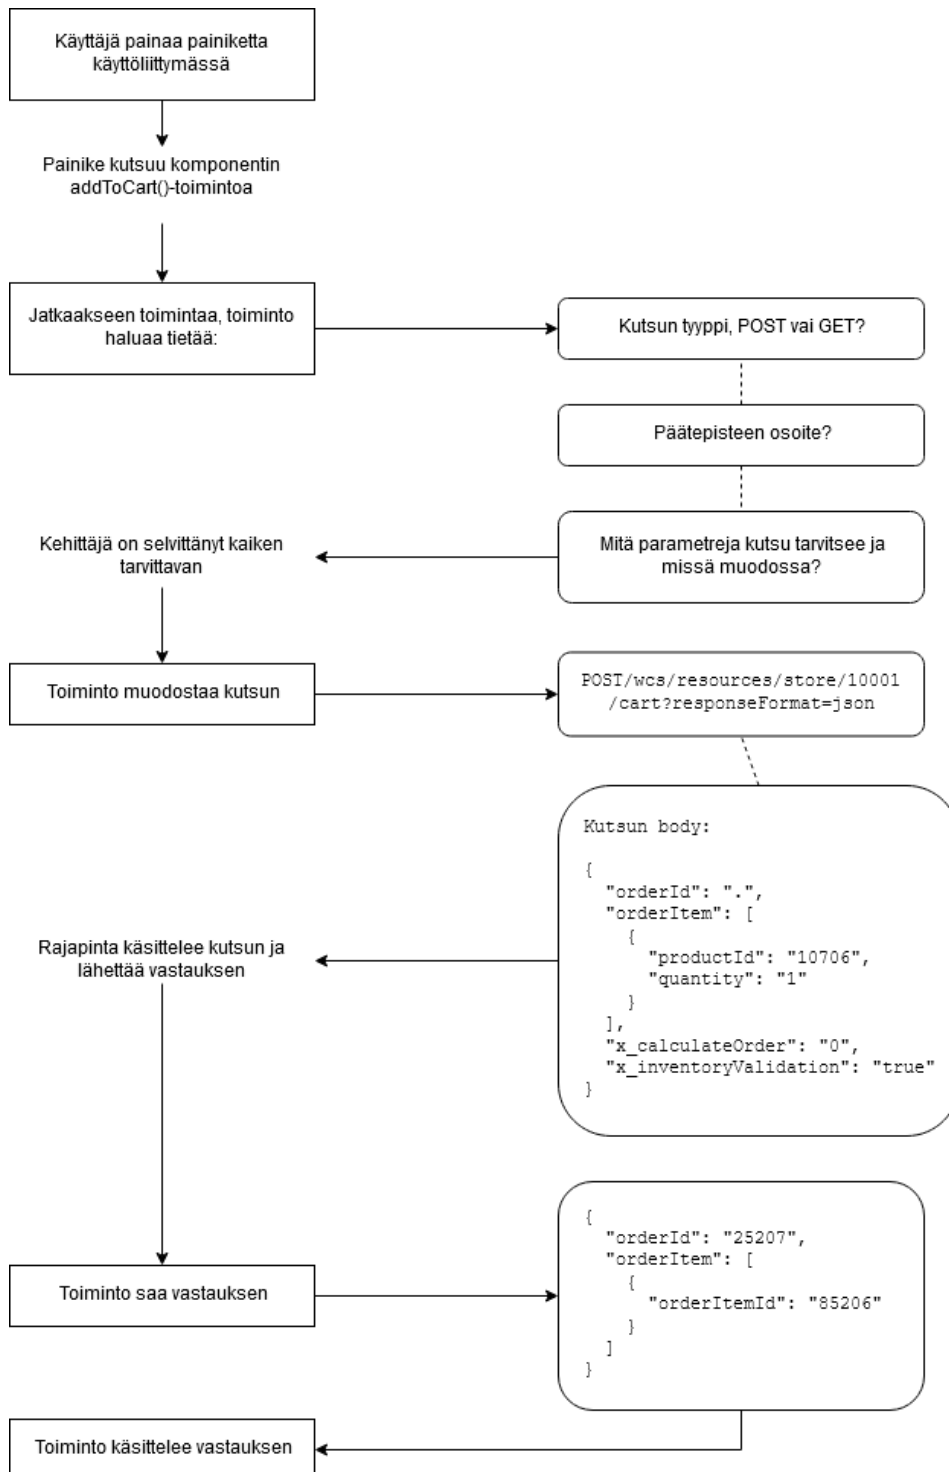 Käyttäjä painaa painiketta
käyttöliittymässä
Painike kutsuu komponentin
addToCart()-toimintoa
Jatkaakseen toimintaa, toiminto
haluaa tietää:
Kutsun tyyppi, POST vai GET?
Päätepisteen osoite?
Mitä parametreja kutsu tarvitsee ja
missä muodossa?
Kehittäjä on selvittänyt kaiken
tarvittavan
Toiminto muodostaa kutsun
POST/wcs/resources/store/10001
/cart?responseFormat=json
Kutsun body:
{
"orderId": ".",
"orderItem": [
{
"productId": "10706",
"quantity": "1"
}
],
"x_calculateOrder": "0",
"x_inventoryValidation": "true"
}
Rajapinta käsittelee kutsun ja
lähettää vastauksen
Toiminto saa vastauksen
{
"orderId": "25207",
"orderItem": [
{
"orderItemId": "85206"
}
]
}
Toiminto käsittelee vastauksen